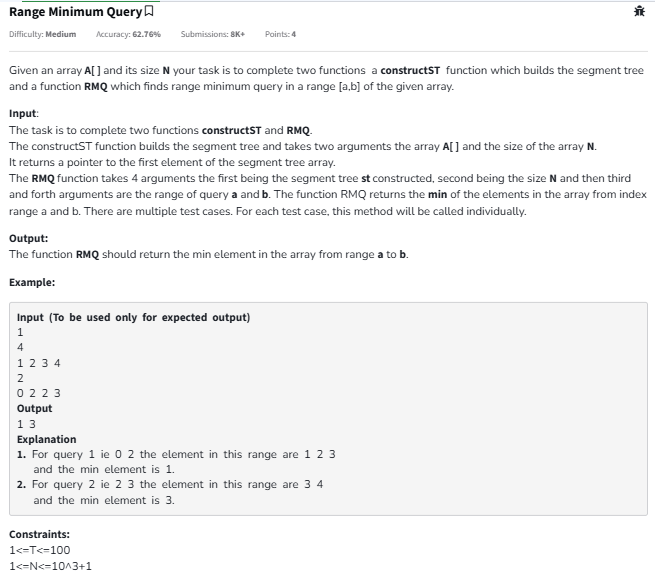 Range Minimum Query
Difficulty: Medium Accuracy: 62.76% Submissions: 8K+ Points: 4
Given an array A[ ] and its size N your task is to complete two functions a constructST function which builds the segment tree
and a function RMQ which finds range minimum query in a range [a,b] of the given array.
Input:
The task is to complete two functions constructST and RMQ.
The constructST function builds the segment tree and takes two arguments the array A[ ] and the size of the array N.
It returns a pointer to the first element of the segment tree array.
The RMQ function takes 4 arguments the first being the segment tree st constructed, second being the size N and then third
and forth arguments are the range of query a and b. The function RMQ returns the min of the elements in the array from index
range a and b. There are multiple test cases. For each test case, this method will be called individually.
Output:
The function RMQ should return the min element in the array from range a to b.
Example:
Input (To be used only for expected output)
1
4
1 2 3 4
2
0 2 2 3
Output
1 3
Explanation
1. For query 1 ie 0 2 the element in this range are 1 2 3
and the min element is 1.
2. For query 2 ie 2 3 the element in this range are 3 4
and the min element is 3.
Constraints:
1<=T<=100
1<=N<=10^3+1